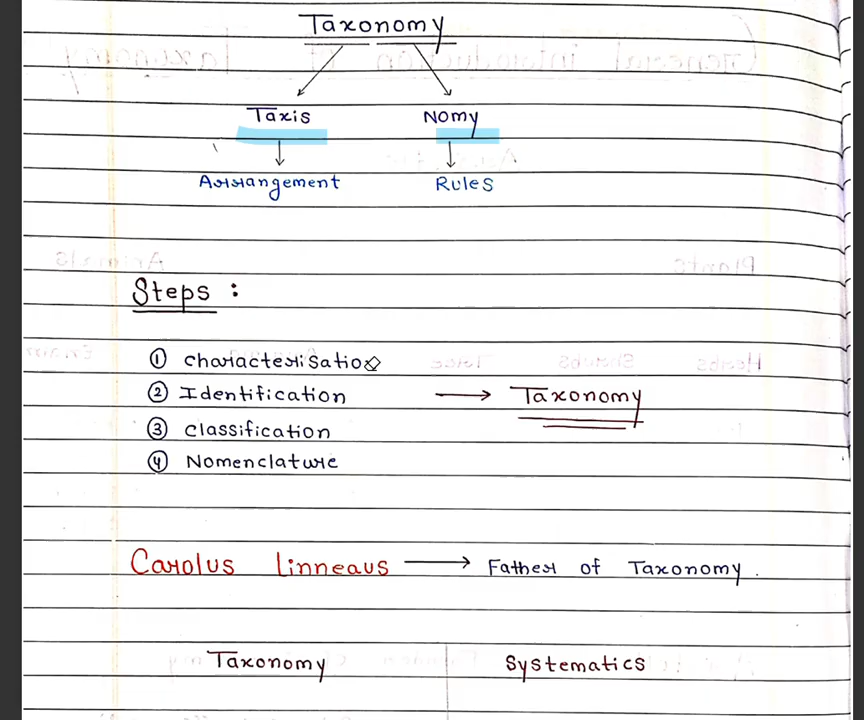 Taxonomy
Taxis Nomy
Arrangement Rules
Steps :
① characterisation
② Identification → Taxonomy
③ classification
④ Nomenclature
Carolus linneaus → Father of Taxonomy.
Taxonomy Systematics